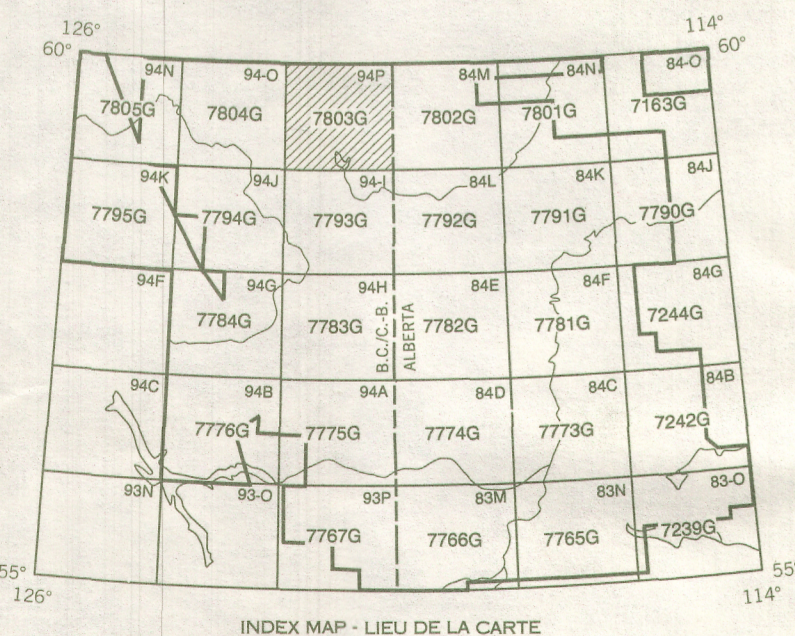 126° 114°
60° 60°
94N 94-O 94P 84M 84N 84-O
7805G 7804G 7803G 7802G 7801G 7163G
94K 94J 94-I 84L 84K 84J
7795G 7794G 7793G 7792G 7791G 7790G
94F 94G 94H 84E 84F 84G
7784G 7783G 7782G 7781G 7244G
B.C./C.-B.
ALBERTA
94C 94B 94A 84D 84C 84B
7776G 7775G 7774G 7773G 7242G
93N 93-O 93P 83M 83N 83-O
7767G 7766G 7765G 7239G
55° 55°
126° 114°
INDEX MAP - LIEU DE LA CARTE